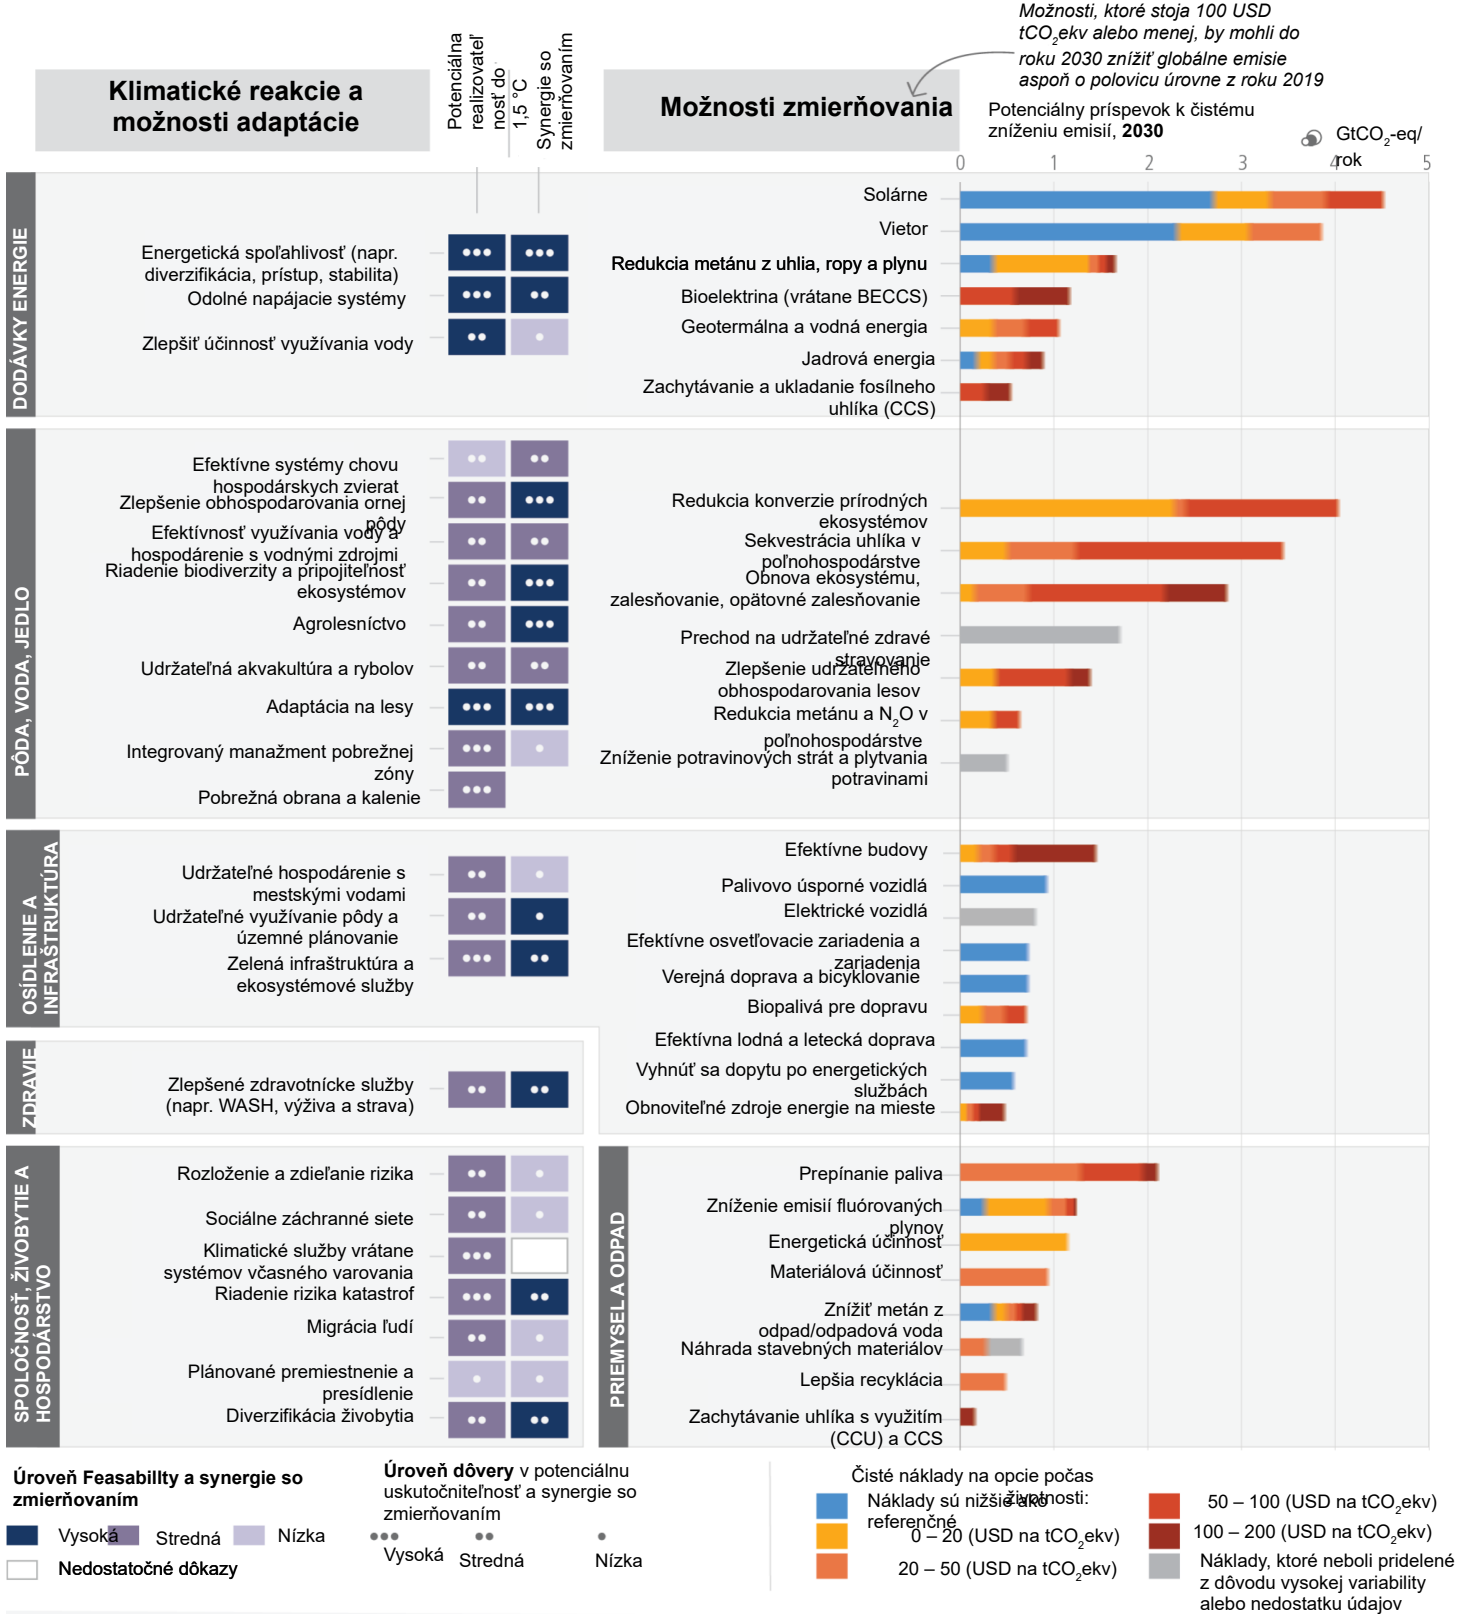 Možnosti, ktoré stoja 100 USD
tCO2ekv alebo menej, by mohli do
roku 2030 znížiť globálne emisie
aspoň o polovicu úrovne z roku 2019
Klimatické reakcie a
možnosti adaptácie
Potenciálna
realizovateľ
nosť do
1,5 °C
Synergie so
zmierňovaním
Možnosti zmierňovania
Potenciálny príspevok k čistému
zníženiu emisií, 2030
GtCO2-eq/
rok
0 1 2 3 4 5
DODÁVKY ENERGIE
Energetická spoľahlivosť (napr.
diverzifikácia, prístup, stabilita)
Odolné napájacie systémy
Zlepšiť účinnosť využívania vody
Solárne
Vietor
Redukcia metánu z uhlia, ropy a plynu
Bioelektrina (vrátane BECCS)
Geotermálna a vodná energia
Jadrová energia
Zachytávanie a ukladanie fosílneho
uhlíka (CCS)
PÔDA, VODA, JEDLO
Efektívne systémy chovu
hospodárskych zvierat
Zlepšenie obhospodarovania ornej
pôdy
Efektívnosť využívania vody a
hospodárenie s vodnými zdrojmi
Riadenie biodiverzity a pripojiteľnosť
ekosystémov
Agrolesníctvo
Udržateľná akvakultúra a rybolov
Adaptácia na lesy
Integrovaný manažment pobrežnej
zóny
Pobrežná obrana a kalenie
Redukcia konverzie prírodných
ekosystémov
Sekvestrácia uhlíka v
poľnohospodárstve
Obnova ekosystému,
zalesňovanie, opätovné zalesňovanie
Prechod na udržateľné zdravé
stravovanie
Zlepšenie udržateľného
obhospodarovania lesov
Redukcia metánu a N2O v
poľnohospodárstve
Zníženie potravinových strát a plytvania
potravinami
OSÍDLENIE A
INFRAŠTRUKTÚRA
Udržateľné hospodárenie s
mestskými vodami
Udržateľné využívanie pôdy a
územné plánovanie
Zelená infraštruktúra a
ekosystémové služby
Efektívne budovy
Palivovo úsporné vozidlá
Elektrické vozidlá
Efektívne osvetľovacie zariadenia a
zariadenia
Verejná doprava a bicyklovanie
Biopalivá pre dopravu
Efektívna lodná a letecká doprava
Vyhnúť sa dopytu po energetických
službách
Obnoviteľné zdroje energie na mieste
ZDRAVIE
Zlepšené zdravotnícke služby
(napr. WASH, výživa a strava)
SPOLOČNOSŤ, ŽIVOBYTIE A
HOSPODÁRSTVO
Rozloženie a zdieľanie rizika
Sociálne záchranné siete
Klimatické služby vrátane
systémov včasného varovania
Riadenie rizika katastrof
Migrácia ľudí
Plánované premiestnenie a
presídlenie
Diverzifikácia živobytia
PRIEMYSEL A ODPAD
Prepínanie paliva
Zníženie emisií fluórovaných
plynov
Energetická účinnosť
Materiálová účinnosť
Znížiť metán z
odpad/odpadová voda
Náhrada stavebných materiálov
Lepšia recyklácia
Zachytávanie uhlíka s využitím
(CCU) a CCS
Úroveň Feasabillty a synergie so
zmierňovaním
Vysoká
Stredná
Nízka
Nedostatočné dôkazy
Úroveň dôvery v potenciálnu
uskutočniteľnosť a synergie so
zmierňovaním
Vysoká
Stredná
Nízka
Čisté náklady na opcie počas
životnosti:
Náklady sú nižšie ako
referenčné
0 – 20 (USD na tCO2ekv)
20 – 50 (USD na tCO2ekv)
50 – 100 (USD na tCO2ekv)
100 – 200 (USD na tCO2ekv)
Náklady, ktoré neboli pridelené
z dôvodu vysokej variability
alebo nedostatku údajov